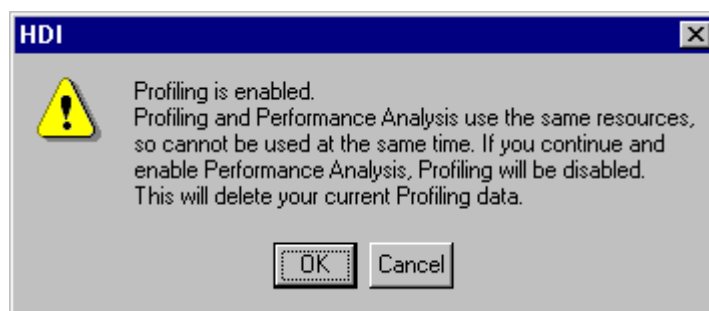 HDI
Profiling is enabled.
Profiling and Performance Analysis use the same resources,
so cannot be used at the same time. If you continue and
enable Performance Analysis, Profiling will be disabled.
This will delete your current Profiling data.
OK Cancel